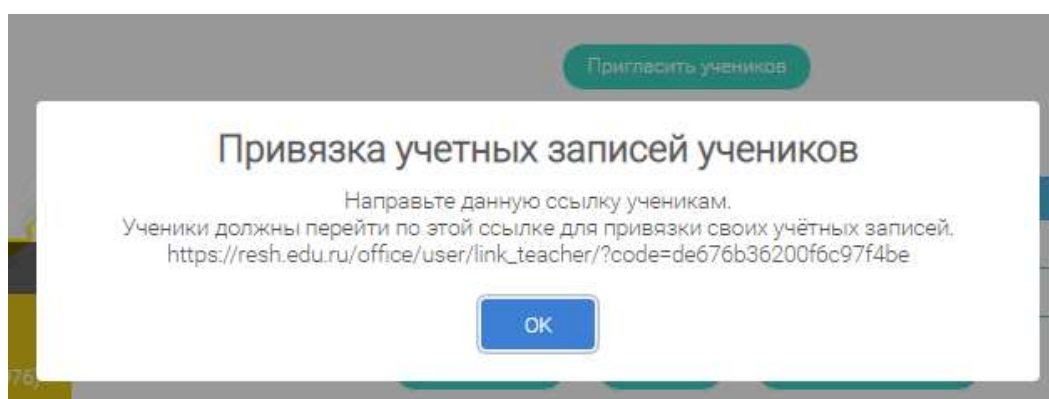 Пригласить учеников
Привязка учетных записей учеников
Направьте данную ссылку ученикам.
Ученики должны перейти по этой ссылке для привязки своих учётных записей.
https://resh.edu.ru/office/user/link_teacher/?code=de676b36200f6c97f4be
OK